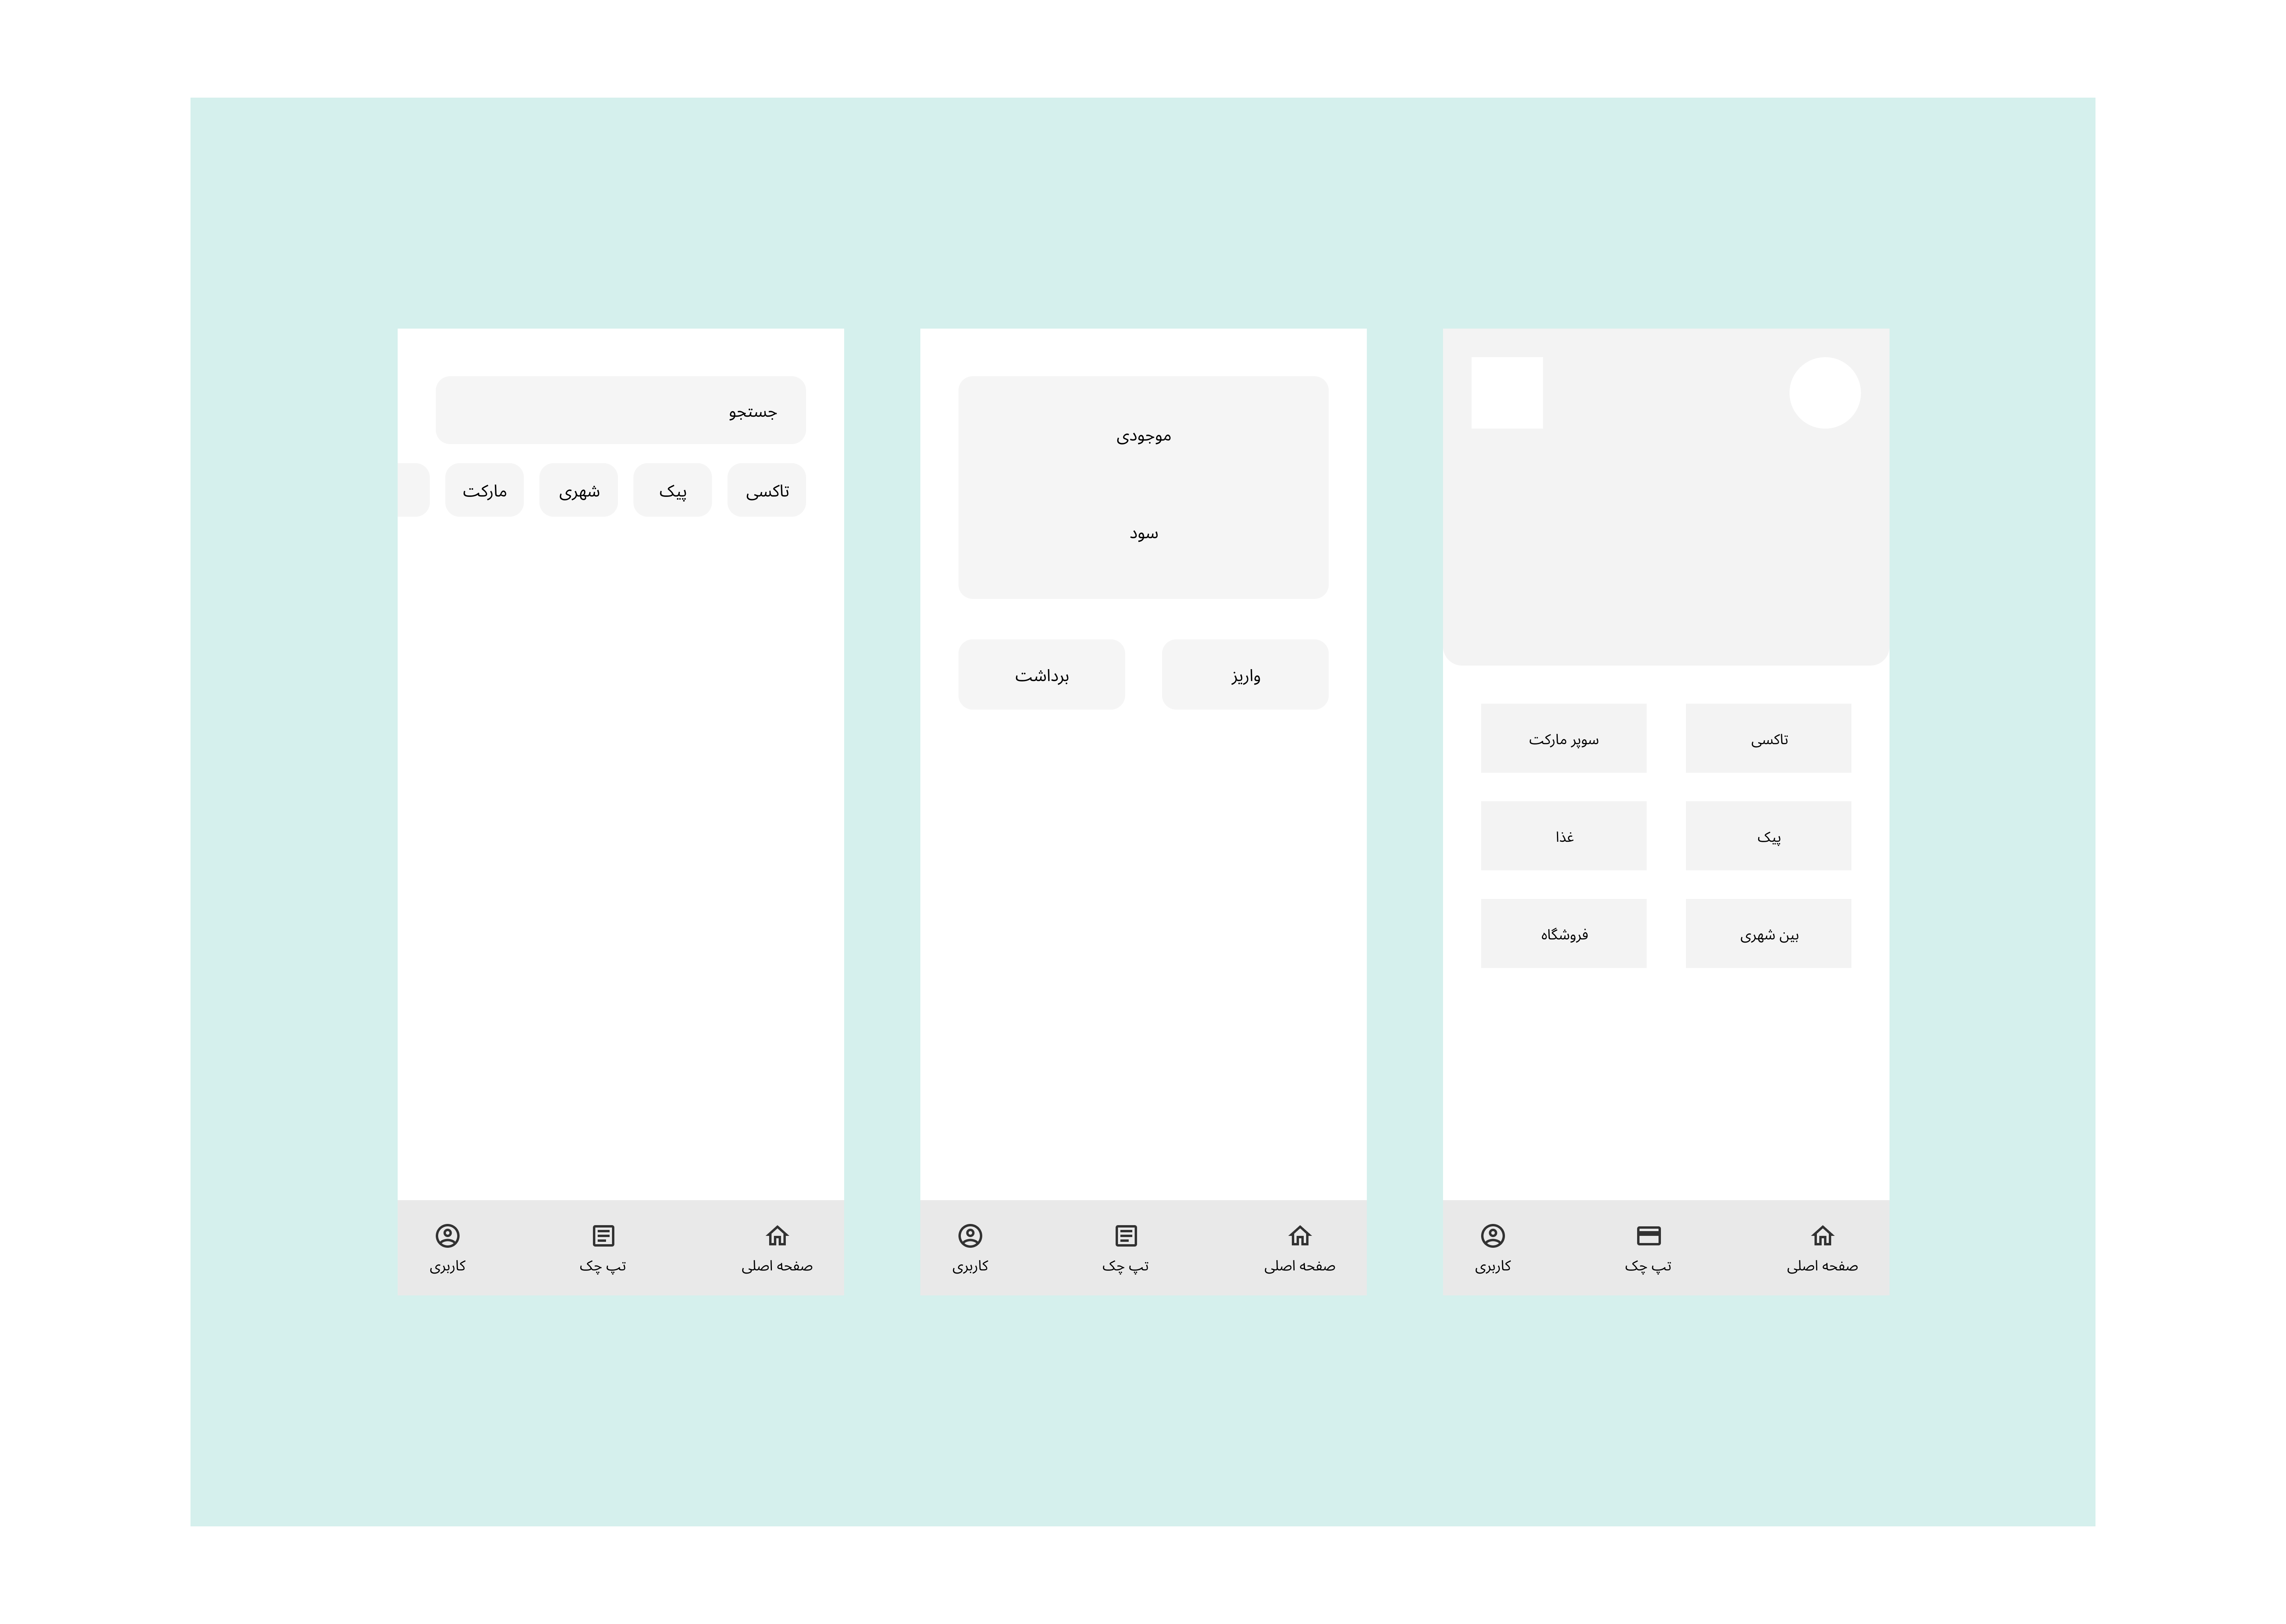 تاکسی
سوپر مارکت
پیک
غذا
بین شهری
فروشگاه
صفحه اصلی
تپ چک
کاربری
موجودی
سود
واریز
برداشت
صفحه اصلی
تپ چک
کاربری
جستجو
تاکسی
پیک
شهری
مارکت
صفحه اصلی
تپ چک
کاربری